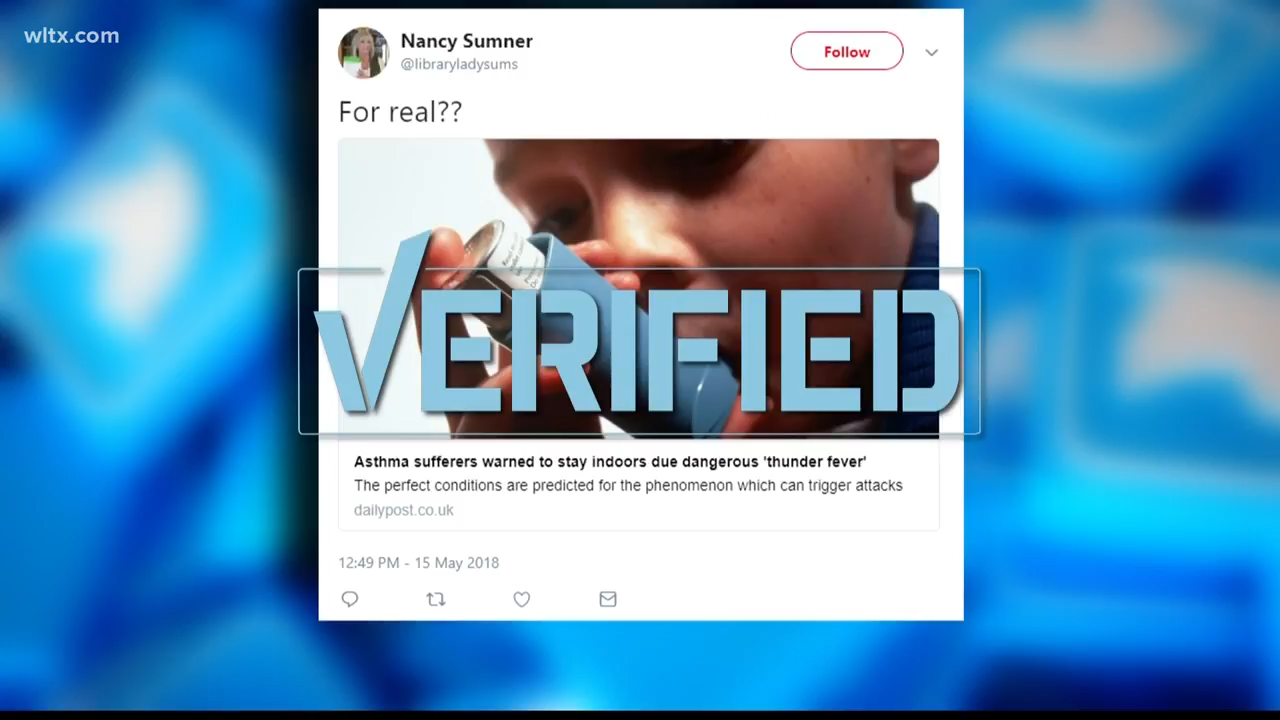 wltx.com
Nancy Sumner
@libraryladysums
Follow
For real??
VERIFIED
Asthma sufferers warned to stay indoors due dangerous 'thunder fever'
The perfect conditions are predicted for the phenomenon which can trigger attacks
dailypost.co.uk
12:49 PM - 15 May 2018